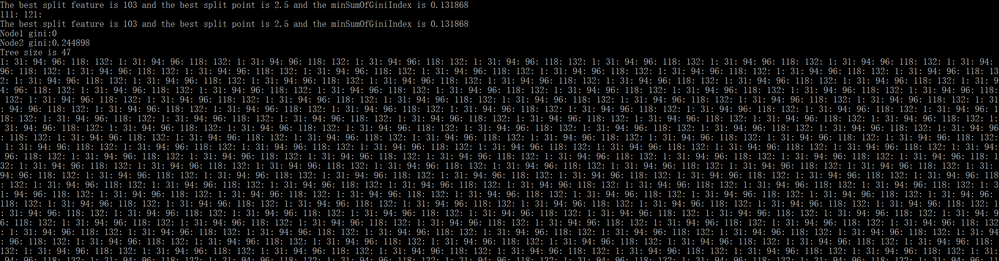 The best split feature is 103 and the best split point is 2.5 and the minSumOfGiniIndex is 0.131868
111: 121:
The best split feature is 103 and the best split point is 2.5 and the minSumOfGiniIndex is 0.131868
Node1 gini:0
Node2 gini:0.244898
Tree size is 47
1: 31: 94: 96: 118: 132: 1: 31: 94: 96: 118: 132: 1: 31: 94: 96: 118: 132: 1: 31: 94: 96: 118: 132: 1: 31: 94: 96: 118: 132: 1: 31: 94: 96: 118: 132: 1: 31: 94: 96: 118: 132: 1: 31: 94: 96: 118: 132: 1: 31: 94:
96: 118: 132: 1: 31: 94: 96: 118: 132: 1: 31: 94: 96: 118: 132: 1: 31: 94: 96: 118: 132: 1: 31: 94: 96: 118: 132: 1: 31: 94: 96: 118: 132: 1: 31: 94: 96: 118: 132: 1: 31: 94: 96: 118: 132: 1: 31: 94: 96: 118: 13
2: 1: 31: 94: 96: 118: 132: 1: 31: 94: 96: 118: 132: 1: 31: 94: 96: 118: 132: 1: 31: 94: 96: 118: 132: 1: 31: 94: 96: 118: 132: 1: 31: 94: 96: 118: 132: 1: 31: 94: 96: 118: 132: 1: 31: 94: 96: 118: 132: 1: 31: 9
4: 96: 118: 132: 1: 31: 94: 96: 118: 132: 1: 31: 94: 96: 118: 132: 1: 31: 94: 96: 118: 132: 1: 31: 94: 96: 118: 132: 1: 31: 94: 96: 118: 132: 1: 31: 94: 96: 118: 132: 1: 31: 94: 96: 118: 132: 1: 31: 94: 96: 118:
132: 1: 31: 94: 96: 118: 132: 1: 31: 94: 96: 118: 132: 1: 31: 94: 96: 118: 132: 1: 31: 94: 96: 118: 132: 1: 31: 94: 96: 118: 132: 1: 31: 94: 96: 118: 132: 1: 31: 94: 96: 118: 132: 1: 31: 94: 96: 118: 132: 1: 31
: 94: 96: 118: 132: 1: 31: 94: 96: 118: 132: 1: 31: 94: 96: 118: 132: 1: 31: 94: 96: 118: 132: 1: 31: 94: 96: 118: 132: 1: 31: 94: 96: 118: 132: 1: 31: 94: 96: 118: 132: 1: 31: 94: 96: 118: 132: 1: 31: 94: 96: 1
18: 132: 1: 31: 94: 96: 118: 132: 1: 31: 94: 96: 118: 132: 1: 31: 94: 96: 118: 132: 1: 31: 94: 96: 118: 132: 1: 31: 94: 96: 118: 132: 1: 31: 94: 96: 118: 132: 1: 31: 94: 96: 118: 132: 1: 31: 94: 96: 118: 132: 1:
31: 94: 96: 118: 132: 1: 31: 94: 96: 118: 132: 1: 31: 94: 96: 118: 132: 1: 31: 94: 96: 118: 132: 1: 31: 94: 96: 118: 132: 1: 31: 94: 96: 118: 132: 1: 31: 94: 96: 118: 132: 1: 31: 94: 96: 118: 132: 1: 31: 94: 96
: 118: 132: 1: 31: 94: 96: 118: 132: 1: 31: 94: 96: 118: 132: 1: 31: 94: 96: 118: 132: 1: 31: 94: 96: 118: 132: 1: 31: 94: 96: 118: 132: 1: 31: 94: 96: 118: 132: 1: 31: 94: 96: 118: 132: 1: 31: 94: 96: 118: 132:
1: 31: 94: 96: 118: 132: 1: 31: 94: 96: 118: 132: 1: 31: 94: 96: 118: 132: 1: 31: 94: 96: 118: 132: 1: 31: 94: 96: 118: 132: 1: 31: 94: 96: 118: 132: 1: 31: 94: 96: 118: 132: 1: 31: 94: 96: 118: 132: 1: 31: 94:
96: 118: 132: 1: 31: 94: 96: 118: 132: 1: 31: 94: 96: 118: 132: 1: 31: 94: 96: 118: 132: 1: 31: 94: 96: 118: 132: 1: 31: 94: 96: 118: 132: 1: 31: 94: 96: 118: 132: 1: 31: 94: 96: 118: 132: 1: 31: 94: 96: 118: 1
32: 1: 31: 94: 96: 118: 132: 1: 31: 94: 96: 118: 132: 1: 31: 94: 96: 118: 132: 1: 31: 94: 96: 118: 132: 1: 31: 94: 96: 118: 132: 1: 31: 94: 96: 118: 132: 1: 31: 94: 96: 118: 132: 1: 31: 94: 96: 118: 132: 1: 31:
94: 96: 118: 132: 1: 31: 94: 96: 118: 132: 1: 31: 94: 96: 118: 132: 1: 31: 94: 96: 118: 132: 1: 31: 94: 96: 118: 132: 1: 31: 94: 96: 118: 132: 1: 31: 94: 96: 118: 132: 1: 31: 94: 96: 118: 132: 1: 31: 94: 96: 118
: 132: 1: 31: 94: 96: 118: 132: 1: 31: 94: 96: 118: 132: 1: 31: 94: 96: 118: 132: 1: 31: 94: 96: 118: 132: 1: 31: 94: 96: 118: 132: 1: 31: 94: 96: 118: 132: 1: 31: 94: 96: 118: 132: 1: 31: 94: 96: 118: 132: 1: 3
1: 94: 96: 118: 132: 1: 31: 94: 96: 118: 132: 1: 31: 94: 96: 118: 132: 1: 31: 94: 96: 118: 132: 1: 31: 94: 96: 118: 132: 1: 31: 94: 96: 118: 132: 1: 31: 94: 96: 118: 132: 1: 31: 94: 96: 118: 132: 1: 31: 94: 96:
118: 132: 1: 31: 94: 96: 118: 132: 1: 31: 94: 96: 118: 132: 1: 31: 94: 96: 118: 132: 1: 31: 94: 96: 118: 132: 1: 31: 94: 96: 118: 132: 1: 31: 94: 96: 118: 132: 1: 31: 94: 96: 118: 132: 1: 31: 94: 96: 118: 132: 1
: 31: 94: 96: 118: 132: 1: 31: 94: 96: 118: 132: 1: 31: 94: 96: 118: 132: 1: 31: 94: 96: 118: 132: 1: 31: 94: 96: 118: 132: 1: 31: 94: 96: 118: 132: 1: 31: 94: 96: 118: 132: 1: 31: 94: 96: 118: 132: 1: 31: 94: 9
6: 118: 132: 1: 31: 94: 96: 118: 132: 1: 31: 94: 96: 118: 132: 1: 31: 94: 96: 118: 132: 1: 31: 94: 96: 118: 132: 1: 31: 94: 96: 118: 132: 1: 31: 94: 96: 118: 132: 1: 31: 94: 96: 118: 132: 1: 31: 94: 96: 118: 132
: 1: 31: 94: 96: 118: 132: 1: 31: 94: 96: 118: 132: 1: 31: 94: 96: 118: 132: 1: 31: 94: 96: 118: 132: 1: 31: 94: 96: 118: 132: 1: 31: 94: 96: 118: 132: 1: 31: 94: 96: 118: 132: 1: 31: 94: 96: 118: 132: 1: 31: 94
: 96: 118: 132: 1: 31: 94: 96: 118: 132: 1: 31: 94: 96: 118: 132: 1: 31: 94: 96: 118: 132: 1: 31: 94: 96: 118: 132: 1: 31: 94: 96: 118: 132: 1: 31: 94: 96: 118: 132: 1: 31: 94: 96: 118: 132: 1: 31: 94: 96: 118:
132: 1: 31: 94: 96: 118: 132: 1: 31: 94: 96: 118: 132: 1: 31: 94: 96: 118: 132: 1: 31: 94: 96: 118: 132: 1: 31: 94: 96: 118: 132: 1: 31: 94: 96: 118: 132: 1: 31: 94: 96: 118: 132: 1: 31: 94: 96: 118: 132: 1: 31:
94: 96: 118: 132: 1: 31: 94: 96: 118: 132: 1: 31: 94: 96: 118: 132: 1: 31: 94: 96: 118: 132: 1: 31: 94: 96: 118: 132: 1: 31: 94: 96: 118: 132: 1: 31: 94: 96: 118: 132: 1: 31: 94: 96: 118: 132: 1: 31: 94: 96: 11